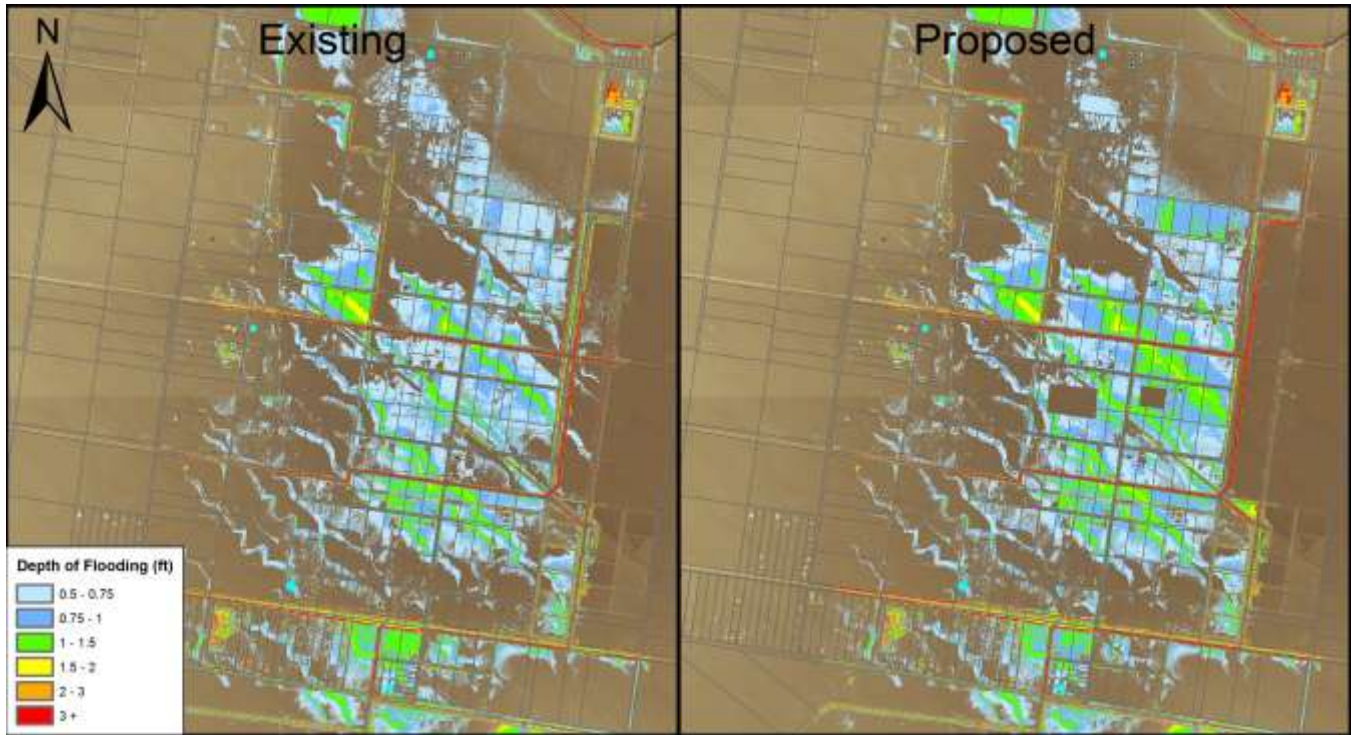 Existing
Proposed
N
Depth of Flooding (ft)
0.5 - 0.75
0.75 - 1
1 - 1.5
1.5 - 2
2 - 3
3 +